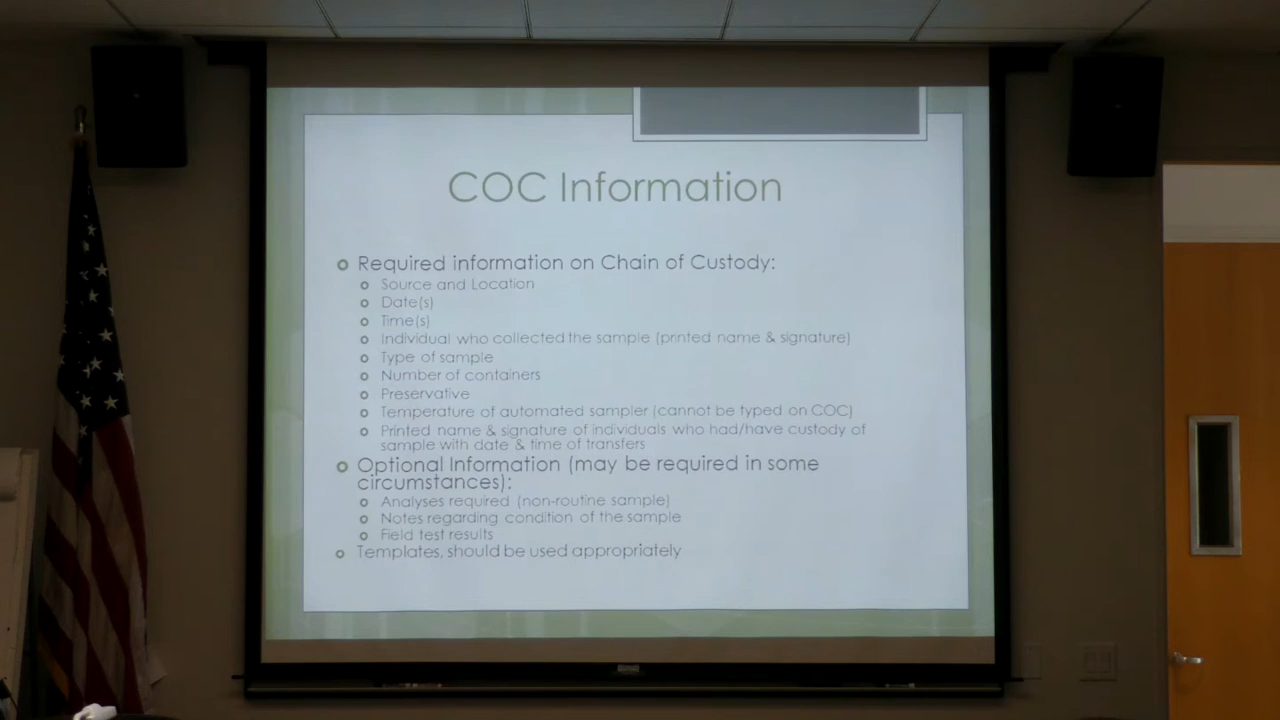 COC Information
Required information on Chain of Custody:
Source and Location
Date(s)
Time(s)
Individual who collected the sample (printed name & signature)
Type of sample
Number of containers
Preservative
Temperature of automated sampler (cannot be typed on COC)
Printed name & signature of individuals who had/have custody of
sample with date & time of transfers
Optional Information (may be required in some
circumstances):
Analyses required (non-routine sample)
Notes regarding condition of the sample
Field test results
Templates, should be used appropriately